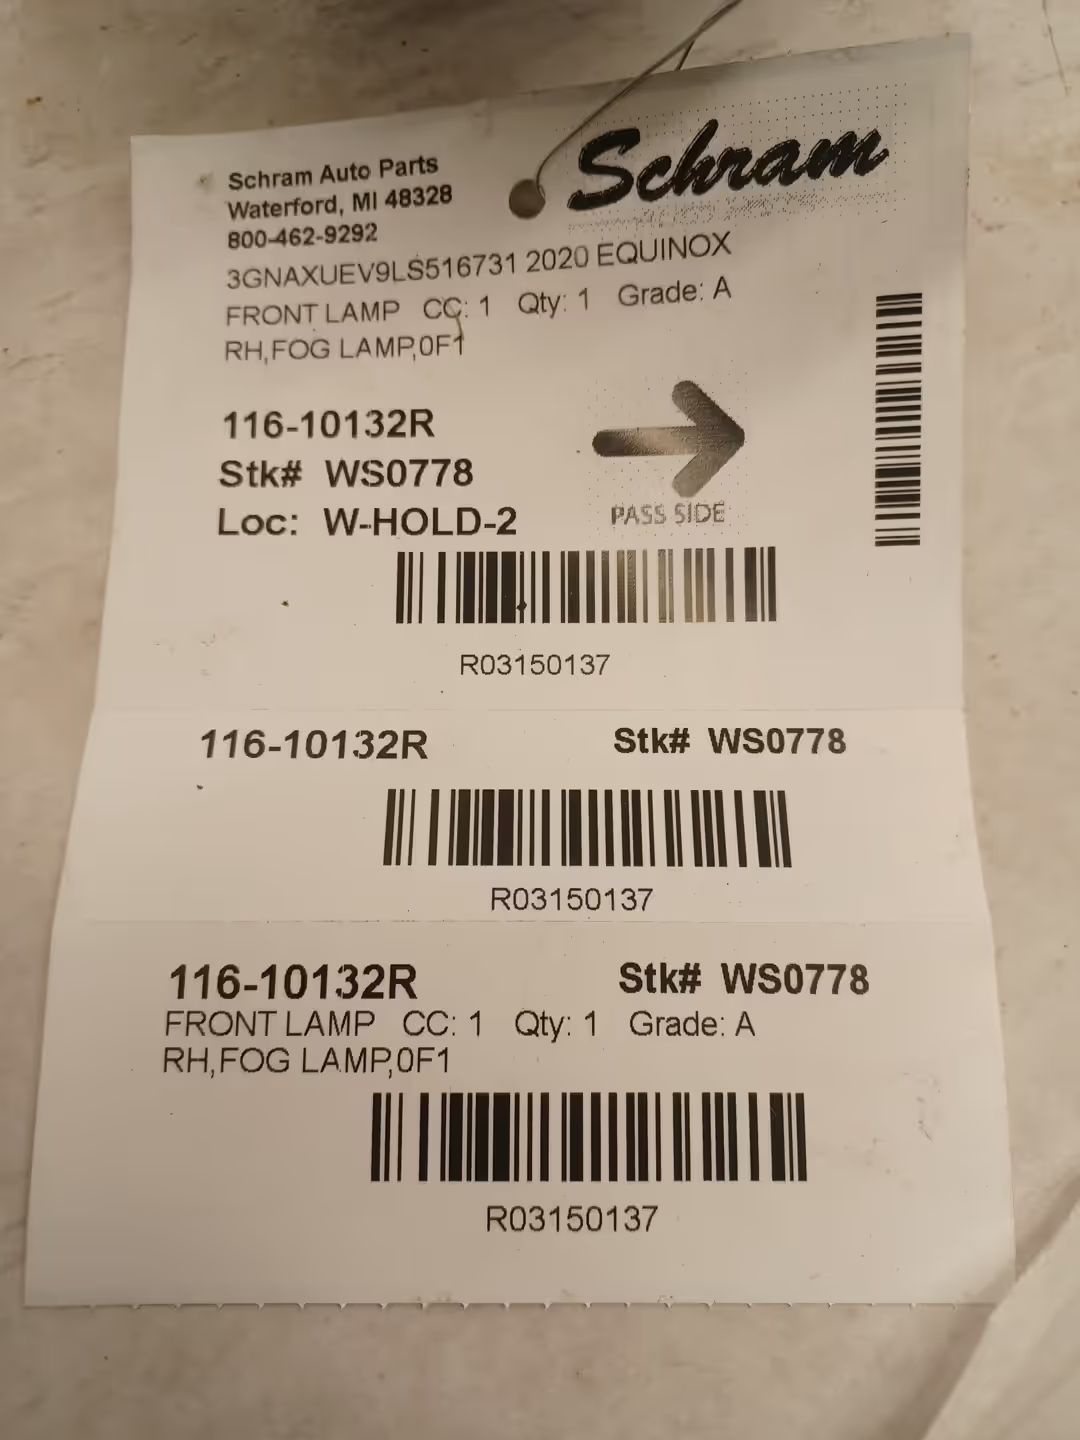 Schram
Schram Auto Parts
Waterford, MI 48328
800-462-9292
3GNAXUEV9LS516731 2020 EQUINOX
FRONT LAMP CC: 1 Qty: 1 Grade: A
RH,FOG LAMP,0F1
116-10132R
Stk# WS0778
Loc: W-HOLD-2
PASS SIDE
R03150137
116-10132R Stk# WS0778
R03150137
116-10132R Stk# WS0778
FRONT LAMP CC: 1 Qty: 1 Grade: A
RH,FOG LAMP,0F1
R03150137